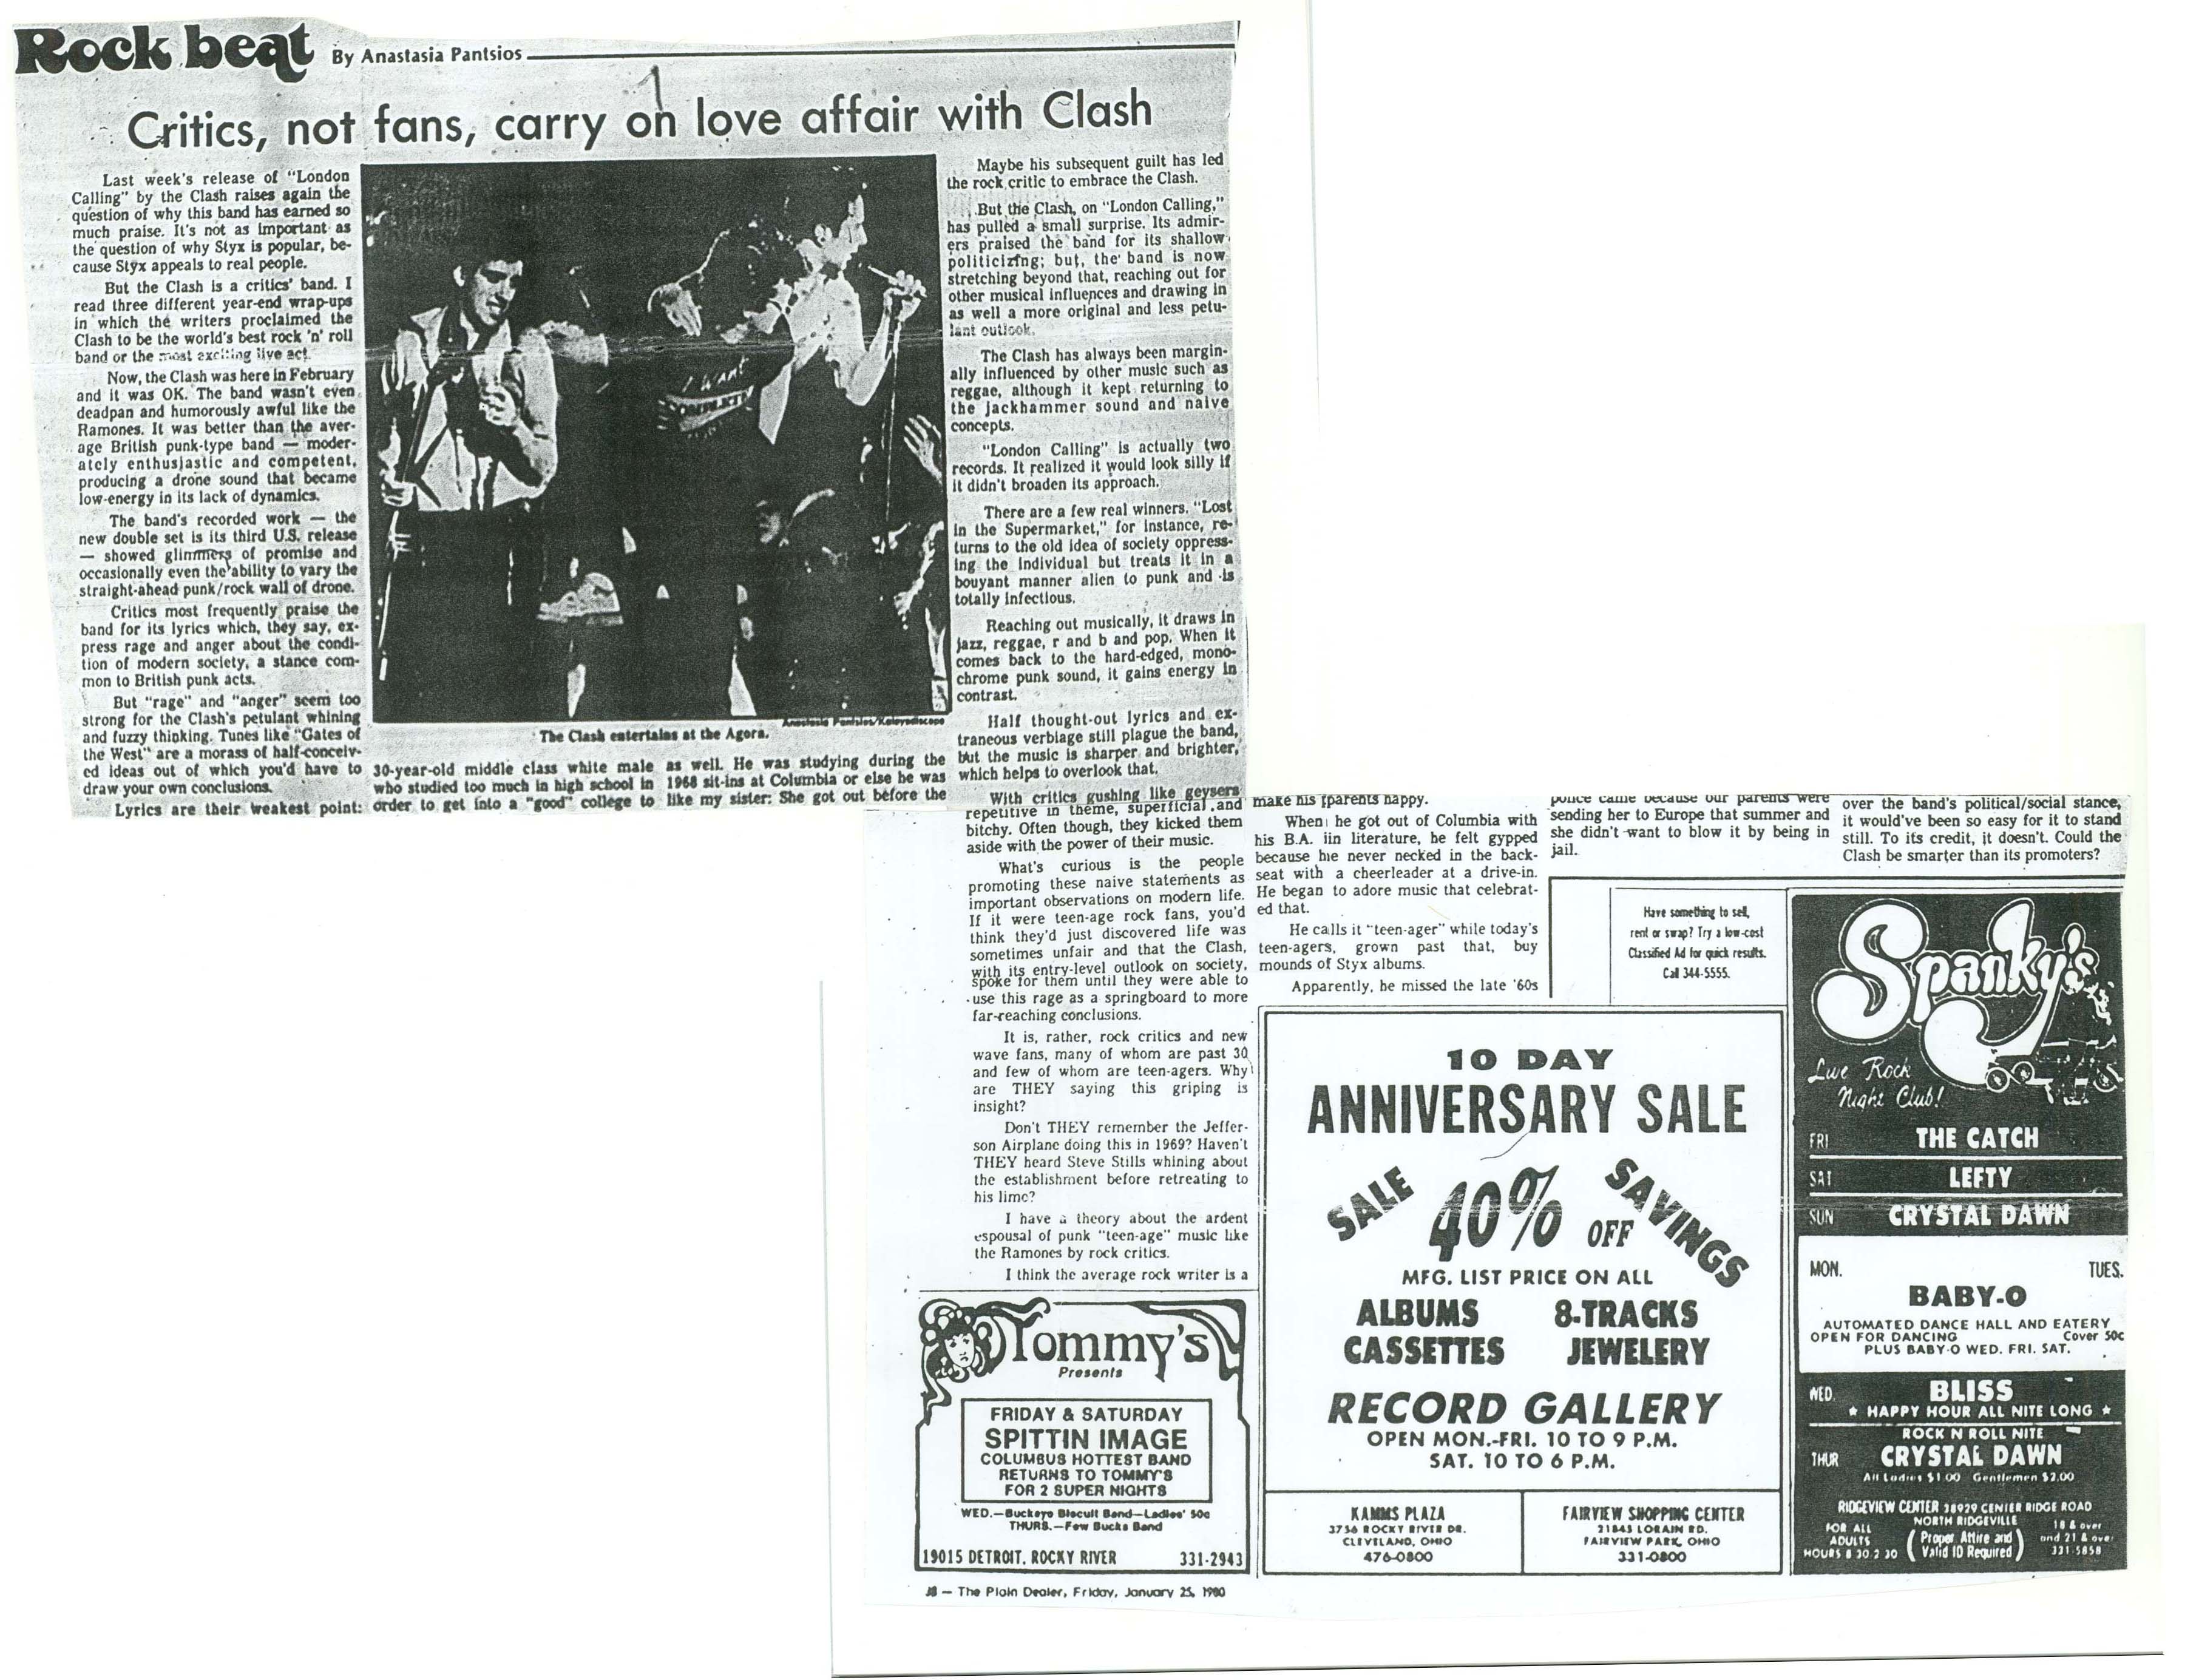 Rock beat By Anastasia Pantsios
Critics, not fans, carry on love affair with Clash
Last week's release of "London
Calling" by the Clash raises again the
question of why this band has earned so
much praise. It's not as important as
the question of why Styx is popular, be-
cause Styx appeals to real people.
But the Clash is a critics' band. I
read three different year-end wrap-ups
in which the writers proclaimed the
Clash to be the world's best rock 'n' roll
band or the most exciting live act.
Now, the Clash was here in February
and it was OK. The band wasn't even
deadpan and humorously awful like the
Ramones. It was better than the aver-
age British punk-type band — moder-
ately enthusiastic and competent,
producing a drone sound that became
low-energy in its lack of dynamics.
The band's recorded work — the
new double set is its third U.S. release
— showed glimmers of promise and
occasionally even the ability to vary the
straight-ahead punk/rock wall of drone.
Critics most frequently praise the
band for its lyrics which, they say, ex-
press rage and anger about the condi-
tion of modern society, a stance com-
mon to British punk acts.
But "rage" and "anger" seem too
strong for the Clash's petulant whining
and fuzzy thinking. Tunes like "Gates of
the West" are a morass of half-conceiv-
ed ideas out of which you'd have to
draw your own conclusions.
Lyrics are their weakest point:
repetitive in theme, superficial and
bitchy. Often though, they kicked them
aside with the power of their music.
What's curious is the people
promoting these naive statements as
important observations on modern life.
If it were teen-age rock fans, you'd
think they'd just discovered life was
sometimes unfair and that the Clash,
with its entry-level outlook on society,
spoke for them until they were able to
use this rage as a springboard to more
far-reaching conclusions.
It is, rather, rock critics and new
wave fans, many of whom are past 30
and few of whom are teen-agers. Why
are THEY saying this griping is
insight?
Don't THEY remember the Jeffer-
son Airplane doing this in 1969? Haven't
THEY heard Steve Stills whining about
the establishment before retreating to
his limo?
I have a theory about the ardent
espousal of punk "teen-age" music like
the Ramones by rock critics.
I think the average rock writer is a
I Want
COMPLETE
Anastasia Pantsios/Kaleyediscope
The Clash entertains at the Agora.
30-year-old middle class white male
who studied too much in high school in
order to get into a "good" college to
make his parents happy.
When he got out of Columbia with
his B.A. iin literature, he felt gypped
because he never necked in the back-
seat with a cheerleader at a drive-in.
He began to adore music that celebrat-
ed that.
He calls it "teen-ager" while today's
teen-agers, grown past that, buy
mounds of Styx albums.
Apparently, he missed the late '60s
as well. He was studying during the
1968 sit-ins at Columbia or else he was
like my sister: She got out before the
police came because our parents were
sending her to Europe that summer and
she didn't want to blow it by being in
jail.
Maybe his subsequent guilt has led
the rock critic to embrace the Clash.
But the Clash, on "London Calling,"
has pulled a small surprise. Its admir-
ers praised the band for its shallow
politicizing; but, the band is now
stretching beyond that, reaching out for
other musical influences and drawing in
as well a more original and less petu-
lant outlook.
The Clash has always been margin-
ally influenced by other music such as
reggae, although it kept returning to
the jackhammer sound and naive
concepts.
"London Calling" is actually two
records. It realized it would look silly if
it didn't broaden its approach.
There are a few real winners. "Lost
in the Supermarket," for instance, re-
turns to the old idea of society oppress-
ing the individual but treats it in a
bouyant manner alien to punk and is
totally infectious.
Reaching out musically, it draws in
jazz, reggae, r and b and pop. When it
comes back to the hard-edged, mono-
chrome punk sound, it gains energy in
contrast.
Half thought-out lyrics and ex-
traneous verbiage still plague the band,
but the music is sharper and brighter,
which helps to overlook that.
With critics gushing like geysers
over the band's political/social stance,
it would've been so easy for it to stand
still. To its credit, it doesn't. Could the
Clash be smarter than its promoters?
Have something to sell,
rent or swap? Try a low-cost
Classified Ad for quick results.
Call 344-5555.
Tommy's
Presents
FRIDAY & SATURDAY
SPITTIN IMAGE
COLUMBUS HOTTEST BAND
RETURNS TO TOMMY'S
FOR 2 SUPER NIGHTS
WED.—Buckeye Biscuit Band—Ladies' 50c
THURS.—Few Bucks Band
19015 DETROIT, ROCKY RIVER 331-2943
10 DAY
ANNIVERSARY SALE
SALE 40% OFF SAVINGS
MFG. LIST PRICE ON ALL
ALBUMS 8-TRACKS
CASSETTES JEWELERY
RECORD GALLERY
OPEN MON.-FRI. 10 TO 9 P.M.
SAT. 10 TO 6 P.M.
KAMMS PLAZA
3756 ROCKY RIVER DR.
CLEVELAND, OHIO
476-0800
FAIRVIEW SHOPPING CENTER
21845 LORAIN RD.
FAIRVIEW PARK, OHIO
331-0800
Spanky's
Live Rock
Night Club!
FRI THE CATCH
SAT LEFTY
SUN CRYSTAL DAWN
MON. TUES.
BABY-O
AUTOMATED DANCE HALL AND EATERY
OPEN FOR DANCING Cover 50c
PLUS BABY-O WED. FRI. SAT.
WED. BLISS
★ HAPPY HOUR ALL NITE LONG ★
ROCK N ROLL NITE
THUR CRYSTAL DAWN
All Ladies $1.00 Gentlemen $2.00
RIDGEVIEW CENTER 38929 CENTER RIDGE ROAD
NORTH RIDGEVILLE
FOR ALL
ADULTS
HOURS 8 30-2 30
(Proper Attire and
Valid ID Required)
18 & over
and 21 & over
331-5858
J8 — The Plain Dealer, Friday, January 25, 1980